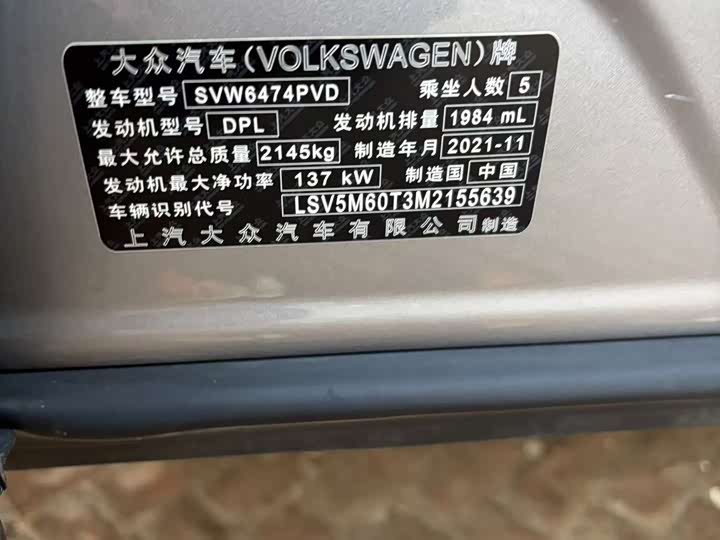 大众汽车(VOLKSWAGEN)牌
整车型号 SVW6474PVD 乘坐人数 5
发动机型号 DPL 发动机排量 1984 mL
最大允许总质量 2145kg 制造年月 2021-11
发动机最大净功率 137 kW 制造国 中国
车辆识别代号 LSV5M60T3M2155639
上汽大众汽车有限公司制造